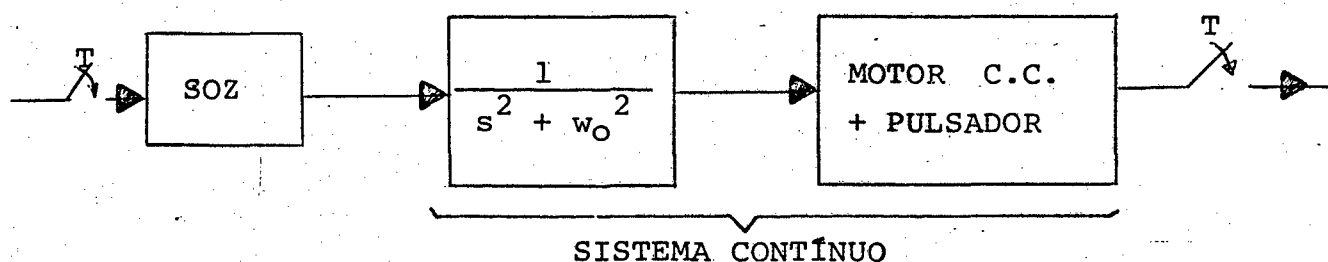 T
SOZ
1
s² + w₀²
MOTOR C.C.
+ PULSADOR
T
SISTEMA CONTÍNUO